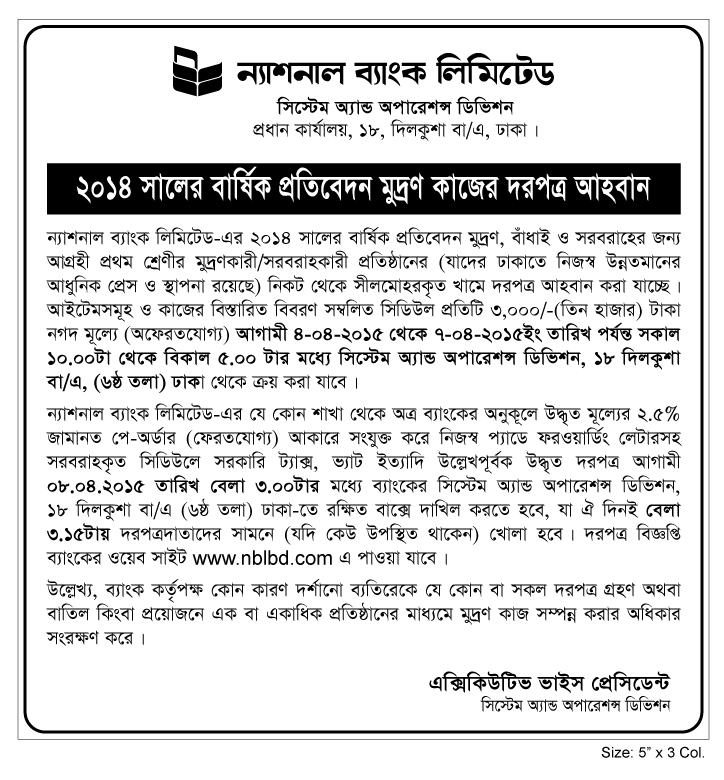 ন্যাশনাল ব্যাংক লিমিটেড
সিস্টেম অ্যান্ড অপারেশন্স ডিভিশন
প্রধান কার্যালয়, ১৮, দিলকুশা বা/এ, ঢাকা।
২০১৪ সালের বার্ষিক প্রতিবেদন মুদ্রণ কাজের দরপত্র আহবান
ন্যাশনাল ব্যাংক লিমিটেড-এর ২০১৪ সালের বার্ষিক প্রতিবেদন মুদ্রণ, বাঁধাই ও সরবরাহের জন্য
আগ্রহী প্রথম শ্রেণীর মুদ্রণকারী/সরবরাহকারী প্রতিষ্ঠানের (যাদের ঢাকাতে নিজস্ব উন্নতমানের
আধুনিক প্রেস ও স্থাপনা রয়েছে) নিকট থেকে সীলমোহরকৃত খামে দরপত্র আহবান করা যাচ্ছে।
আইটেমসমূহ ও কাজের বিস্তারিত বিবরণ সম্বলিত সিডিউল প্রতিটি ৩,০০০/-(তিন হাজার) টাকা
নগদ মূল্যে (অফেরতযোগ্য) আগামী ৪-০৪-২০১৫ থেকে ৭-০৪-২০১৫ইং তারিখ পর্যন্ত সকাল
১০.০০টা থেকে বিকাল ৫.০০ টার মধ্যে সিস্টেম অ্যান্ড অপারেশন্স ডিভিশন, ১৮ দিলকুশা
বা/এ, (৬ষ্ঠ তলা) ঢাকা থেকে ক্রয় করা যাবে।
ন্যাশনাল ব্যাংক লিমিটেড-এর যে কোন শাখা থেকে অত্র ব্যাংকের অনুকূলে উদ্ধৃত মূল্যের ২.৫%
জামানত পে-অর্ডার (ফেরতযোগ্য) আকারে সংযুক্ত করে নিজস্ব প্যাডে ফরওয়ার্ডিং লেটারসহ
সরবরাহকৃত সিডিউলে সরকারি ট্যাক্স, ভ্যাট ইত্যাদি উল্লেখপূর্বক উদ্ধৃত দরপত্র আগামী
০৮.০৪.২০১৫ তারিখ বেলা ৩.০০টার মধ্যে ব্যাংকের সিস্টেম অ্যান্ড অপারেশন্স ডিভিশন,
১৮ দিলকুশা বা/এ (৬ষ্ঠ তলা) ঢাকা-তে রক্ষিত বাক্সে দাখিল করতে হবে, যা ঐ দিনই বেলা
৩.১৫টায় দরপত্রদাতাদের সামনে (যদি কেউ উপস্থিত থাকেন) খোলা হবে। দরপত্র বিজ্ঞপ্তি
ব্যাংকের ওয়েব সাইট www.nblbd.com এ পাওয়া যাবে।
উল্লেখ্য, ব্যাংক কর্তৃপক্ষ কোন কারণ দর্শানো ব্যতিরেকে যে কোন বা সকল দরপত্র গ্রহণ অথবা
বাতিল কিংবা প্রয়োজনে এক বা একাধিক প্রতিষ্ঠানের মাধ্যমে মুদ্রণ কাজ সম্পন্ন করার অধিকার
সংরক্ষণ করে।
এক্সিকিউটিভ ভাইস প্রেসিডেন্ট
সিস্টেম অ্যান্ড অপারেশন্স ডিভিশন
Size: 5” x 3 Col.